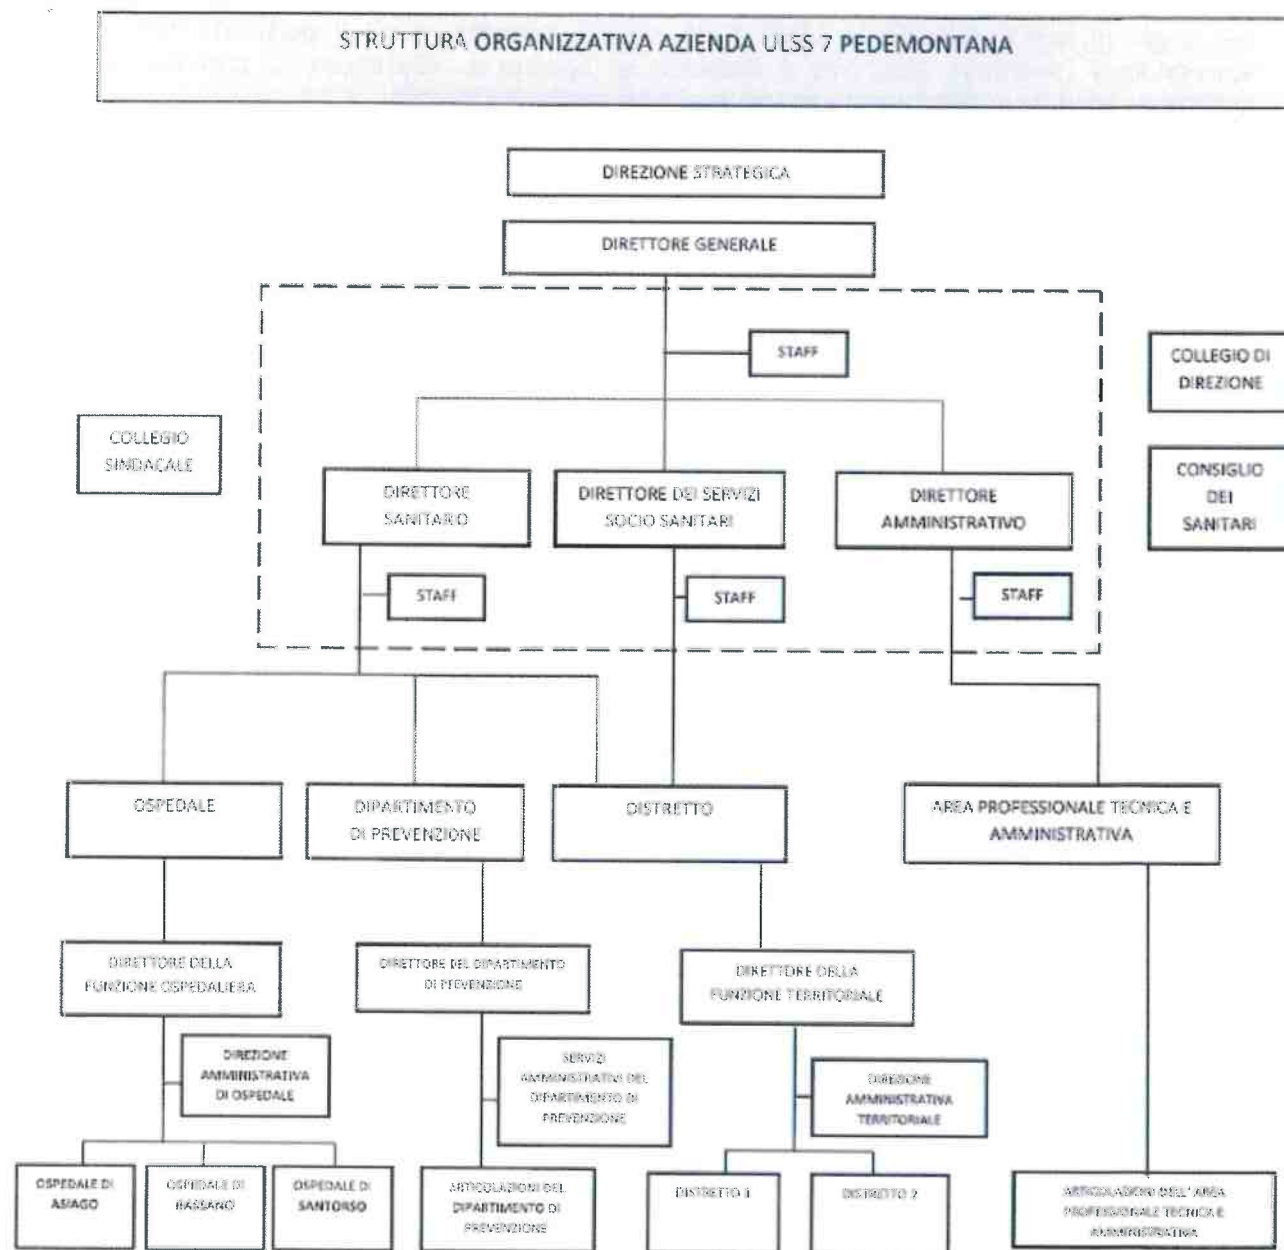 STRUTTURA ORGANIZZATIVA AZIENDA ULSS 7 PEDEMONTANA
DIREZIONE STRATEGICA
DIRETTORE GENERALE
STAFF
COLLEGIO DI
DIREZIONE
COLLEGIO
SINDACALE
CONSIGLIO
DEI
SANITARI
DIRETTORE
SANITARIO
DIRETTORE DEI SERVIZI
SOCIO SANITARI
DIRETTORE
AMMINISTRATIVO
STAFF
STAFF
STAFF
OSPEDALE
DIPARTIMENTO
DI PREVENZIONE
DISTRETTO
AREA PROFESSIONALE TECNICA E
AMMINISTRATIVA
DIRETTORE DELLA
FUNZIONE OSPEDALIERA
DIRETTORE DEL DIPARTIMENTO
DI PREVENZIONE
DIRETTORE DELLA
FUNZIONE TERRITORIALE
DIREZIONE
AMMINISTRATIVA
DI OSPEDALE
SERVIZI
AMMINISTRATIVI DEL
DIPARTIMENTO DI
PREVENZIONE
DIREZIONE
AMMINISTRATIVA
TERRITORIALE
OSPEDALE DI
ASIAGO
OSPEDALE DI
BASSANO
OSPEDALE DI
SANTORSO
ARTICOLAZIONI DEL
DIPARTIMENTO DI
PREVENZIONE
DISTRETTO 1
DISTRETTO 2
ARTICOLAZIONI DELL' AREA
PROFESSIONALE TECNICA E
AMMINISTRATIVA